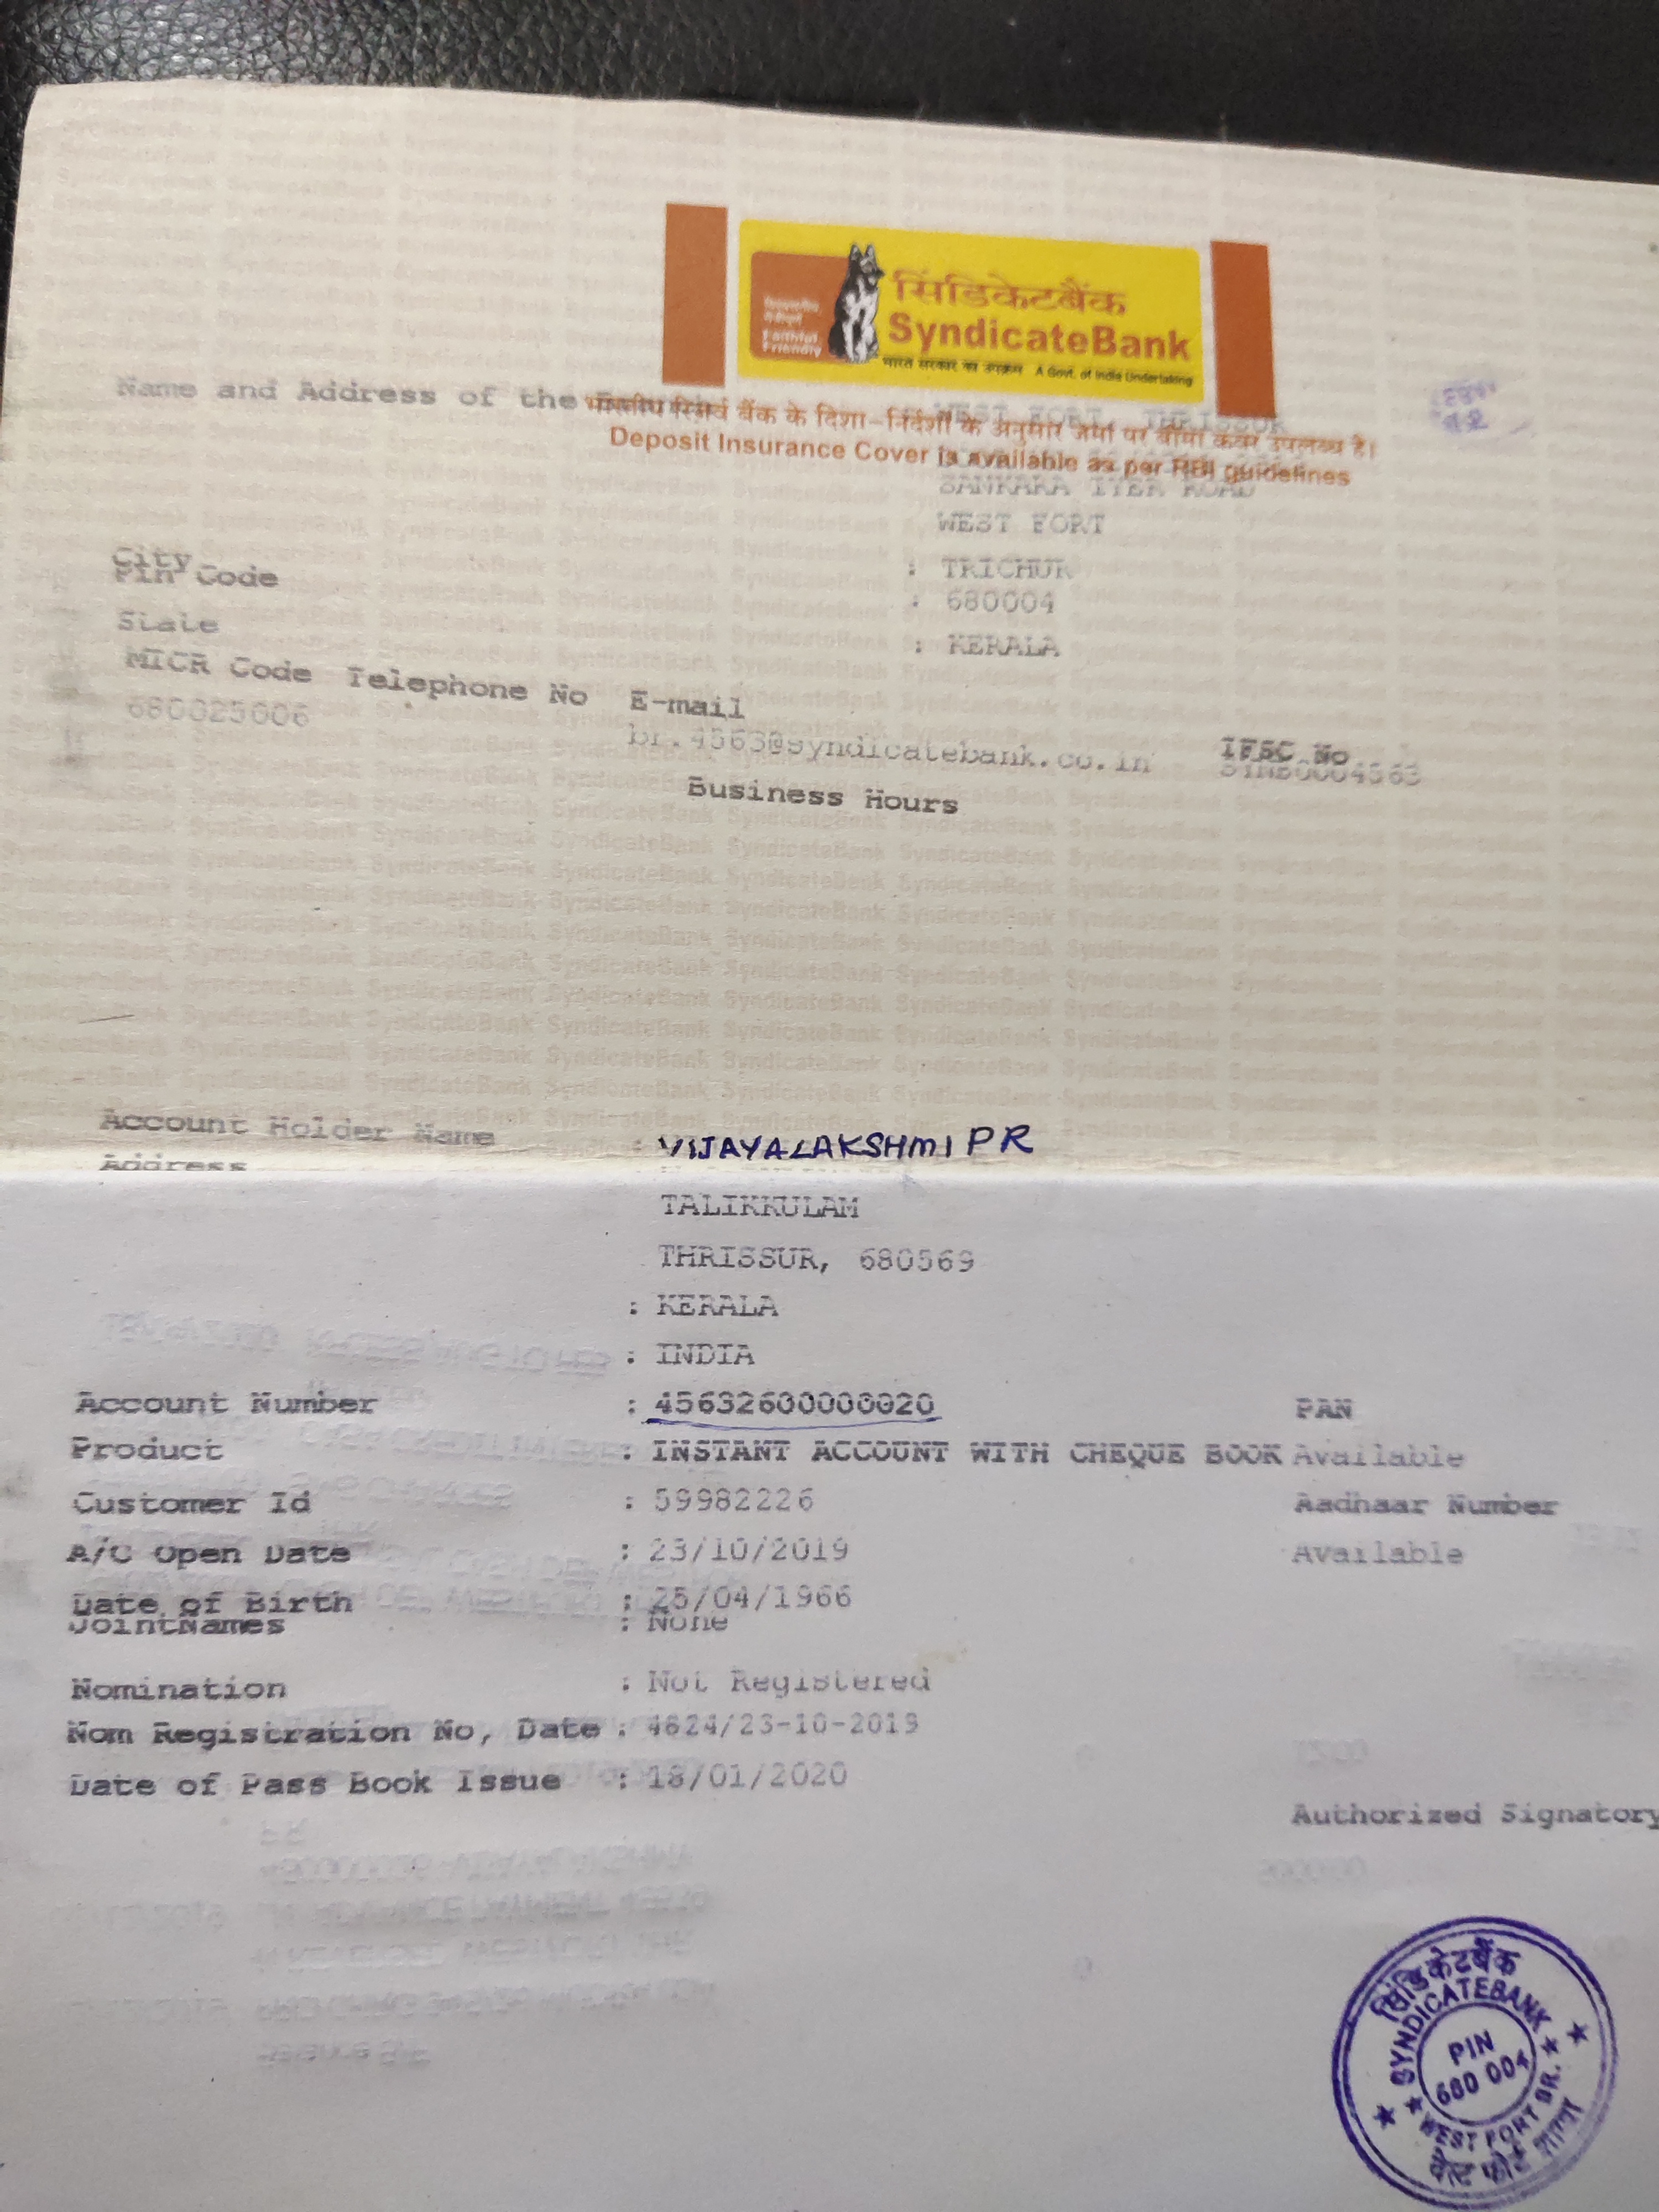 सिंडिकेटबैंक
SyndicateBank
Faithful
Friendly
भारत सरकार का उपक्रम A Govt. of India Undertaking
Name and Address of the
WEST FORT, THRISSUR
भारतीय रिजर्व बैंक के दिशा-निर्देशों के अनुसार जमा पर बीमा कवर उपलब्ध है।
Deposit Insurance Cover is available as per RBI guidelines
SANKARA IYER ROAD
WEST FORT
City : TRICHUR
Pin Code : 680004
State : KERALA
MICR Code Telephone No E-mail IFSC No
680025006 br.4563@syndicatebank.co.in SYNB0004563
Business Hours
Account Holder Name : VIJAYALAKSHMI PR
Address
TALIKKULAM
THRISSUR, 680569
: KERALA
: INDIA
Account Number : 45632600000020 PAN
Product : INSTANT ACCOUNT WITH CHEQUE BOOK Available
Customer Id : 59982226 Aadhaar Number
A/C Open Date : 23/10/2019 Available
Date of Birth : 25/04/1966
JointNames : None
Nomination : Not Registered
Nom Registration No, Date : 4824/23-10-2019
Date of Pass Book Issue : 18/01/2020
Authorized Signatory
सिंडिकेटबैंक
SYNDICATEBANK
PIN
680 004
WEST FORT BR.
वेस्ट फोर्ट शाखा